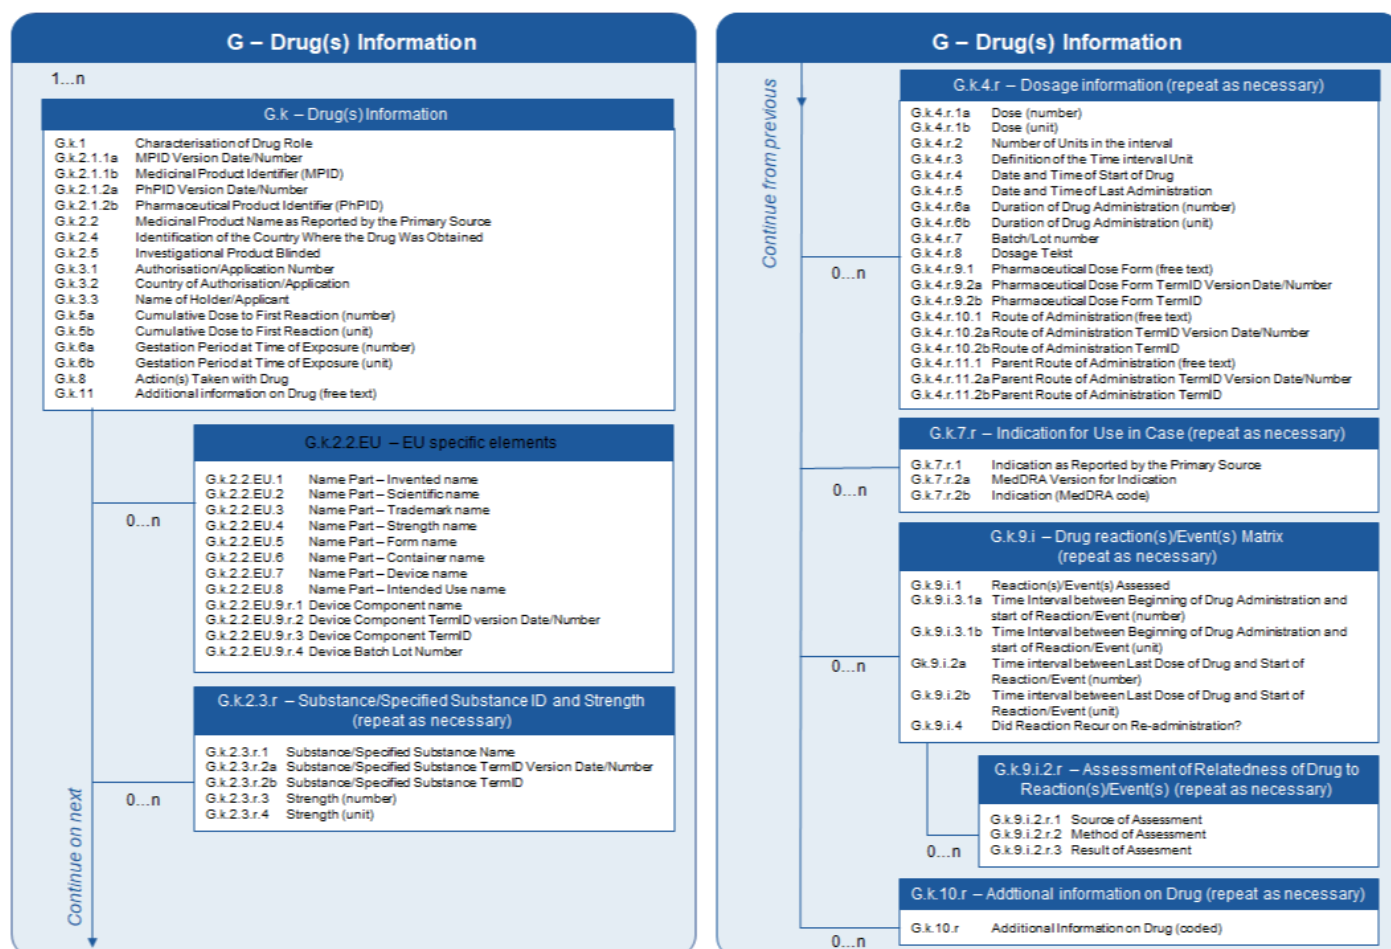 G – Drug(s) Information
1...n
G.k – Drug(s) Information
G.k.1 Characterisation of Drug Role
G.k.2.1.1a MPID Version Date/Number
G.k.2.1.1b Medicinal Product Identifier (MPID)
G.k.2.1.2a PhPID Version Date/Number
G.k.2.1.2b Pharmaceutical Product Identifier (PhPID)
G.k.2.2 Medicinal Product Name as Reported by the Primary Source
G.k.2.4 Identification of the Country Where the Drug Was Obtained
G.k.2.5 Investigational Product Blinded
G.k.3.1 Authorisation/Application Number
G.k.3.2 Country of Authorisation/Application
G.k.3.3 Name of Holder/Applicant
G.k.5a Cumulative Dose to First Reaction (number)
G.k.5b Cumulative Dose to First Reaction (unit)
G.k.6a Gestation Period at Time of Exposure (number)
G.k.6b Gestation Period at Time of Exposure (unit)
G.k.8 Action(s) Taken with Drug
G.k.11 Additional information on Drug (free text)
G.k.2.2.EU – EU specific elements
G.k.2.2.EU.1 Name Part – Invented name
G.k.2.2.EU.2 Name Part – Scientific name
G.k.2.2.EU.3 Name Part – Trademark name
G.k.2.2.EU.4 Name Part – Strength name
G.k.2.2.EU.5 Name Part – Form name
G.k.2.2.EU.6 Name Part – Container name
G.k.2.2.EU.7 Name Part – Device name
G.k.2.2.EU.8 Name Part – Intended Use name
G.k.2.2.EU.9.r.1 Device Component name
G.k.2.2.EU.9.r.2 Device Component TermID version Date/Number
G.k.2.2.EU.9.r.3 Device Component TermID
G.k.2.2.EU.9.r.4 Device Batch Lot Number
0...n
G.k.2.3.r – Substance/Specified Substance ID and Strength
(repeat as necessary)
G.k.2.3.r.1 Substance/Specified Substance Name
G.k.2.3.r.2a Substance/Specified Substance TermID Version Date/Number
G.k.2.3.r.2b Substance/Specified Substance TermID
G.k.2.3.r.3 Strength (number)
G.k.2.3.r.4 Strength (unit)
0...n
Continue on next
G – Drug(s) Information
Continue from previous
G.k.4.r – Dosage information (repeat as necessary)
G.k.4.r.1a Dose (number)
G.k.4.r.1b Dose (unit)
G.k.4.r.2 Number of Units in the interval
G.k.4.r.3 Definition of the Time interval Unit
G.k.4.r.4 Date and Time of Start of Drug
G.k.4.r.5 Date and Time of Last Administration
G.k.4.r.6a Duration of Drug Administration (number)
G.k.4.r.6b Duration of Drug Administration (unit)
G.k.4.r.7 Batch/Lot number
G.k.4.r.8 Dosage Tekst
G.k.4.r.9.1 Pharmaceutical Dose Form (free text)
G.k.4.r.9.2a Pharmaceutical Dose Form TermID Version Date/Number
G.k.4.r.9.2b Pharmaceutical Dose Form TermID
G.k.4.r.10.1 Route of Administration (free text)
G.k.4.r.10.2a Route of Administration TermID Version Date/Number
G.k.4.r.10.2b Route of Administration TermID
G.k.4.r.11.1 Parent Route of Administration (free text)
G.k.4.r.11.2a Parent Route of Administration TermID Version Date/Number
G.k.4.r.11.2b Parent Route of Administration TermID
0...n
G.k.7.r – Indication for Use in Case (repeat as necessary)
G.k.7.r.1 Indication as Reported by the Primary Source
G.k.7.r.2a MedDRA Version for Indication
G.k.7.r.2b Indication (MedDRA code)
0...n
G.k.9.i – Drug reaction(s)/Event(s) Matrix
(repeat as necessary)
G.k.9.i.1 Reaction(s)/Event(s) Assessed
G.k.9.i.3.1a Time Interval between Beginning of Drug Administration and
start of Reaction/Event (number)
G.k.9.i.3.1b Time Interval between Beginning of Drug Administration and
start of Reaction/Event (unit)
Gk.9.i.2a Time interval between Last Dose of Drug and Start of
Reaction/Event (number)
G.k.9.i.2b Time interval between Last Dose of Drug and Start of
Reaction/Event (unit)
G.k.9.i.4 Did Reaction Recur on Re-administration?
0...n
G.k.9.i.2.r – Assessment of Relatedness of Drug to
Reaction(s)/Event(s) (repeat as necessary)
G.k.9.i.2.r.1 Source of Assessment
G.k.9.i.2.r.2 Method of Assessment
G.k.9.i.2.r.3 Result of Assesment
0...n
G.k.10.r – Addtional information on Drug (repeat as necessary)
G.k.10.r Additional Information on Drug (coded)
0...n